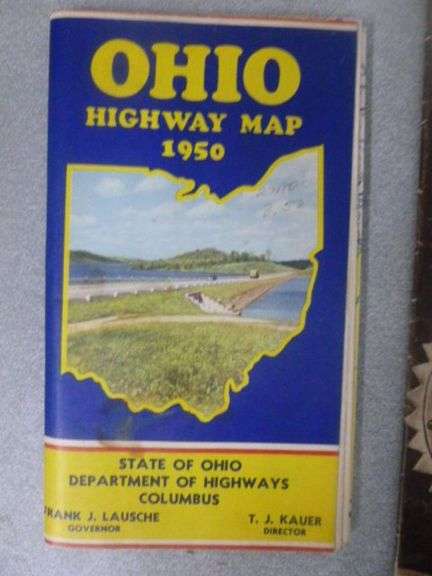 OHIO
HIGHWAY MAP
1950
STATE OF OHIO
DEPARTMENT OF HIGHWAYS
COLUMBUS
FRANK J. LAUSCHE
GOVERNOR
T. J. KAUER
DIRECTOR